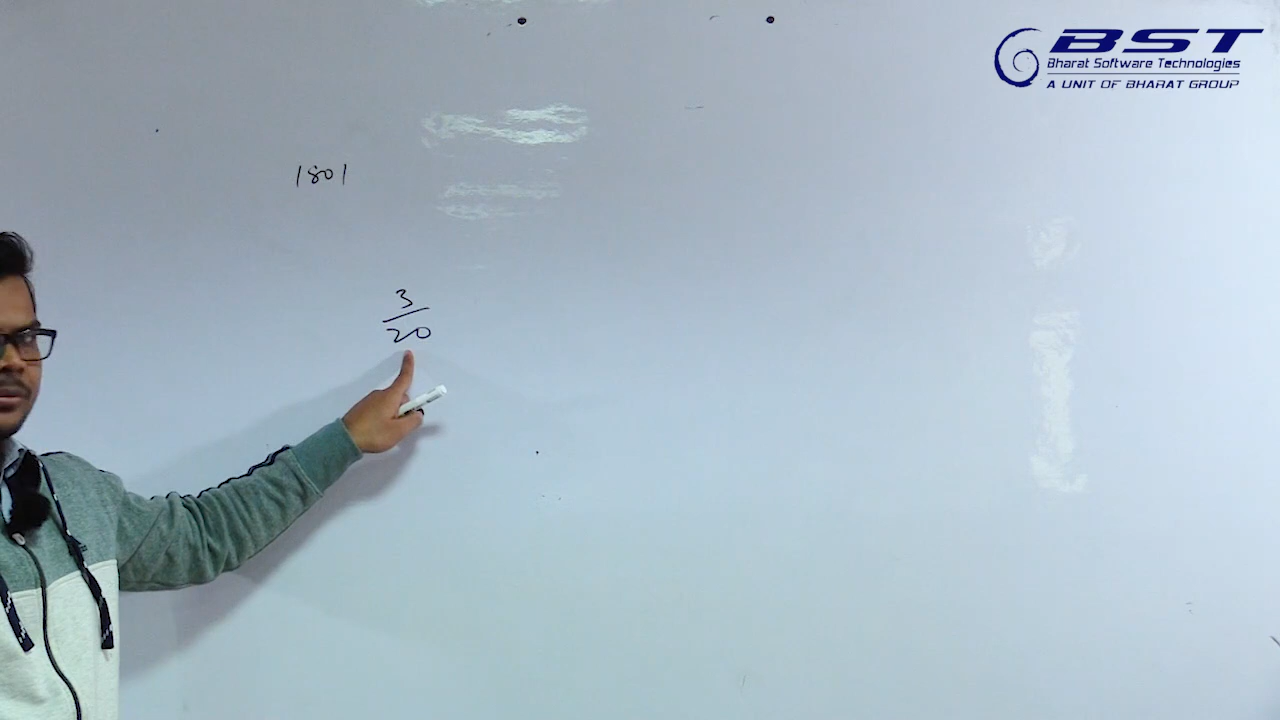 BST
Bharat Software Technologies
A UNIT OF BHARAT GROUP
1801
3
20